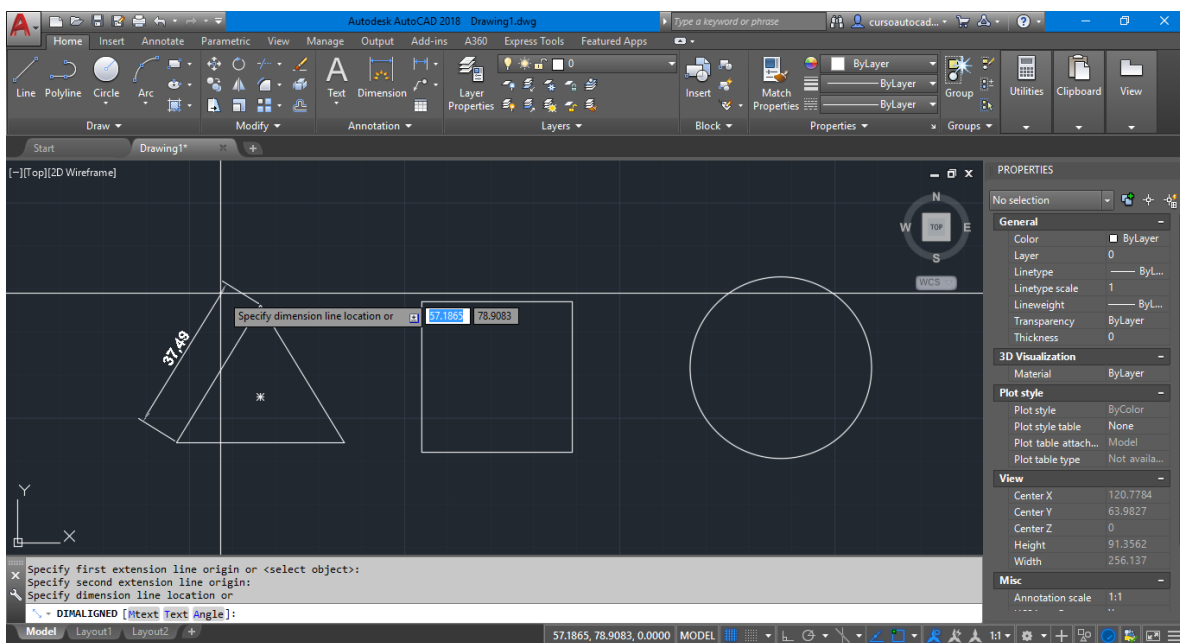 Autodesk AutoCAD 2018 Drawing1.dwg
Type a keyword or phrase
cursoautocad...
Home Insert Annotate Parametric View Manage Output Add-ins A360 Express Tools Featured Apps
Line Polyline Circle Arc
Text Dimension
Layer Properties
0
Insert
Match Properties
ByLayer
ByLayer
ByLayer
Group
Utilities Clipboard View
Draw Modify Annotation Layers Block Properties Groups
Start Drawing1* +
[−][Top][2D Wireframe]
N
W TOP E
S
WCS
37,49
Specify dimension line location or 57.1865 78.9083
Y
X
PROPERTIES
No selection
General
Color ByLayer
Layer 0
Linetype ByL...
Linetype scale 1
Lineweight ByL...
Transparency ByLayer
Thickness 0
3D Visualization
Material ByLayer
Plot style
Plot style ByColor
Plot style table None
Plot table attach... Model
Plot table type Not availa...
View
Center X 120.7784
Center Y 63.9827
Center Z 0
Height 91.3562
Width 256.137
Misc
Annotation scale 1:1
Specify first extension line origin or <select object>:
Specify second extension line origin:
Specify dimension line location or
DIMALIGNED [Mtext Text Angle]:
Model Layout1 Layout2 +
57.1865, 78.9083, 0.0000 MODEL 1:1